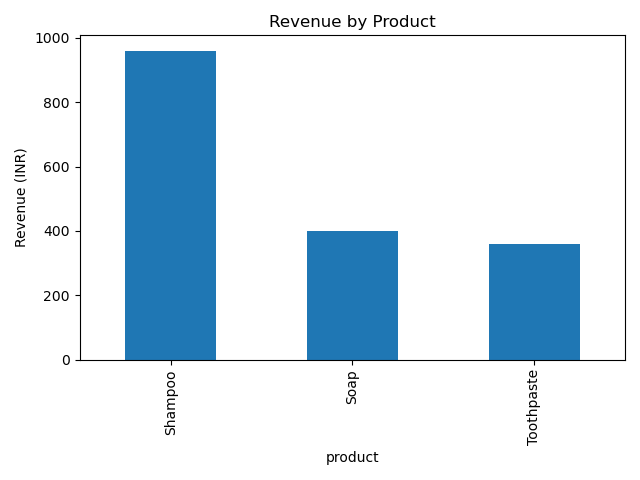 Revenue by Product
Revenue (INR)
1000
800
600
400
200
0
Shampoo
Soap
Toothpaste
product